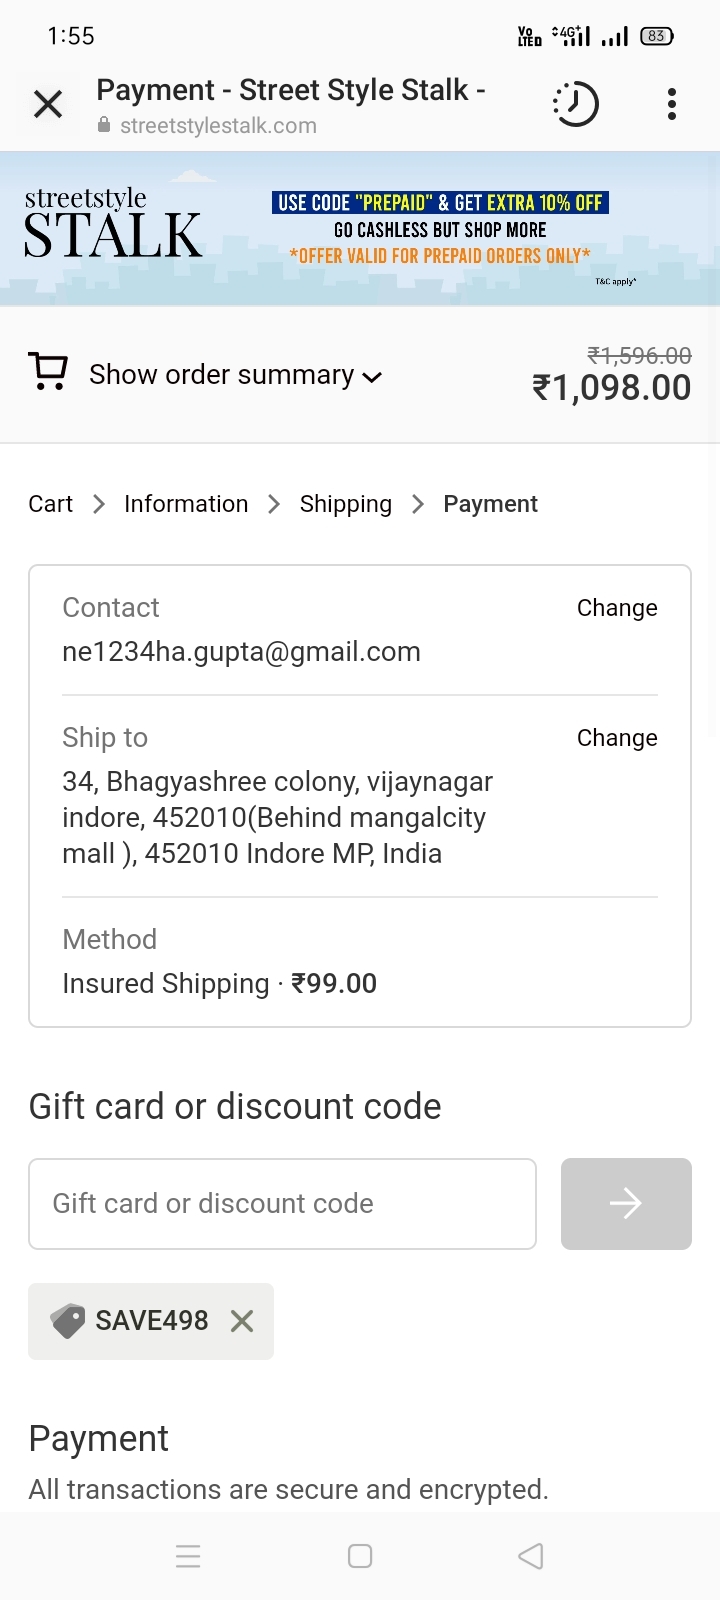 1:55
Vo LTED 4G+ 83
Payment - Street Style Stalk -
streetstylestalk.com
streetstyle
STALK
USE CODE "PREPAID" & GET EXTRA 10% OFF
GO CASHLESS BUT SHOP MORE
*OFFER VALID FOR PREPAID ORDERS ONLY*
T&C apply*
Show order summary
₹1,596.00
₹1,098.00
Cart > Information > Shipping > Payment
Contact Change
ne1234ha.gupta@gmail.com
Ship to Change
34, Bhagyashree colony, vijaynagar
indore, 452010(Behind mangalcity
mall ), 452010 Indore MP, India
Method
Insured Shipping · ₹99.00
Gift card or discount code
Gift card or discount code
SAVE498
Payment
All transactions are secure and encrypted.